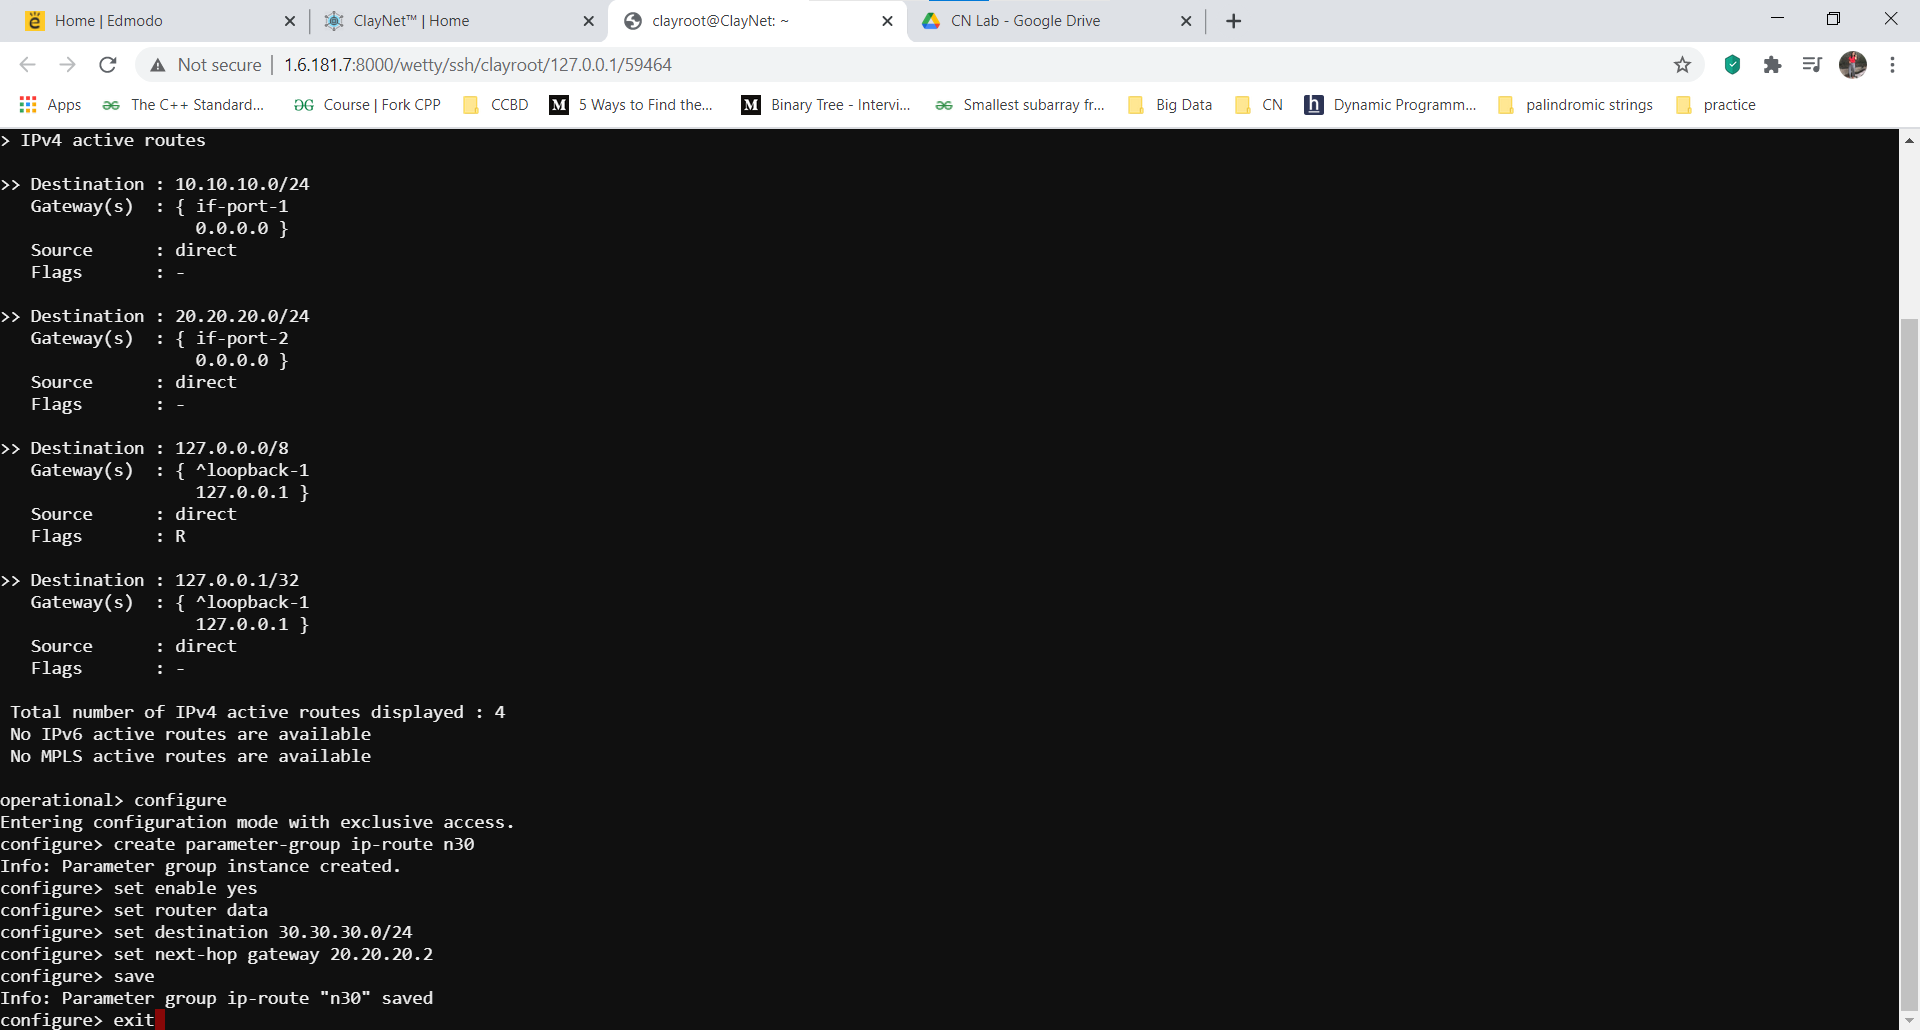 Home | Edmodo
ClayNet™ | Home
clayroot@ClayNet: ~
CN Lab - Google Drive
Not secure | 1.6.181.7:8000/wetty/ssh/clayroot/127.0.0.1/59464
Apps
The C++ Standard...
Course | Fork CPP
CCBD
5 Ways to Find the...
Binary Tree - Intervi...
Smallest subarray fr...
Big Data
CN
Dynamic Programm...
palindromic strings
practice
> IPv4 active routes
>> Destination : 10.10.10.0/24
Gateway(s)  : { if-port-1
0.0.0.0 }
Source      : direct
Flags       : -
>> Destination : 20.20.20.0/24
Gateway(s)  : { if-port-2
0.0.0.0 }
Source      : direct
Flags       : -
>> Destination : 127.0.0.0/8
Gateway(s)  : { ^loopback-1
127.0.0.1 }
Source      : direct
Flags       : R
>> Destination : 127.0.0.1/32
Gateway(s)  : { ^loopback-1
127.0.0.1 }
Source      : direct
Flags       : -
Total number of IPv4 active routes displayed : 4
No IPv6 active routes are available
No MPLS active routes are available
operational> configure
Entering configuration mode with exclusive access.
configure> create parameter-group ip-route n30
Info: Parameter group instance created.
configure> set enable yes
configure> set router data
configure> set destination 30.30.30.0/24
configure> set next-hop gateway 20.20.20.2
configure> save
Info: Parameter group ip-route "n30" saved
configure> exit